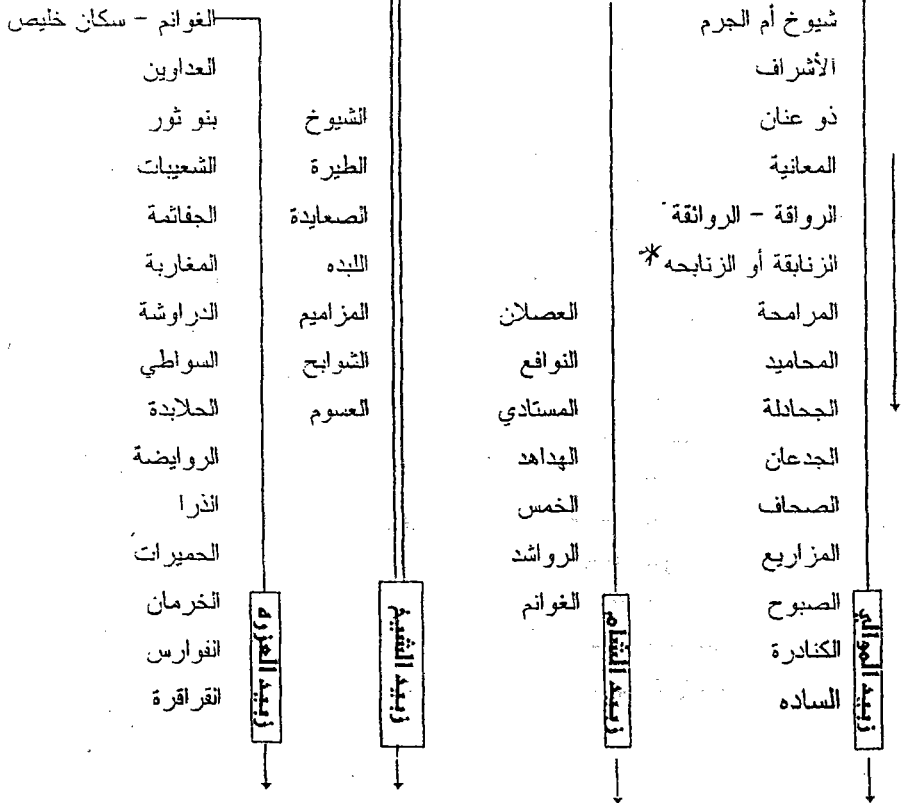 شيوخ أم الجرم
الأشراف
ذو عنان
المعانية
الرواقة – الروائقة
الزنابقة أو الزنابحه*
المرامحة
المحاميد
الجحادلة
الجدعان
الصحاف
المزاريع
الصبوح
الكنادرة
الساده
زبيد الموالي
العصلان
النوافع
المستادي
الهداهد
الخمس
الرواشد
الغوانم
زبيد الشام
الشيوخ
الطيرة
الصعايدة
اللبده
المزاميم
الشوابح
العسوم
زبيد الشيخ
الغوانم – سكان خليص
العداوين
بنو ثور
الشعيبات
الجفاثمة
المغاربة
الدراوشة
السواطي
الحلابدة
الروايضة
الذرا
الحميرات
الخرمان
الفوارس
القراقرة
زبيد العزره